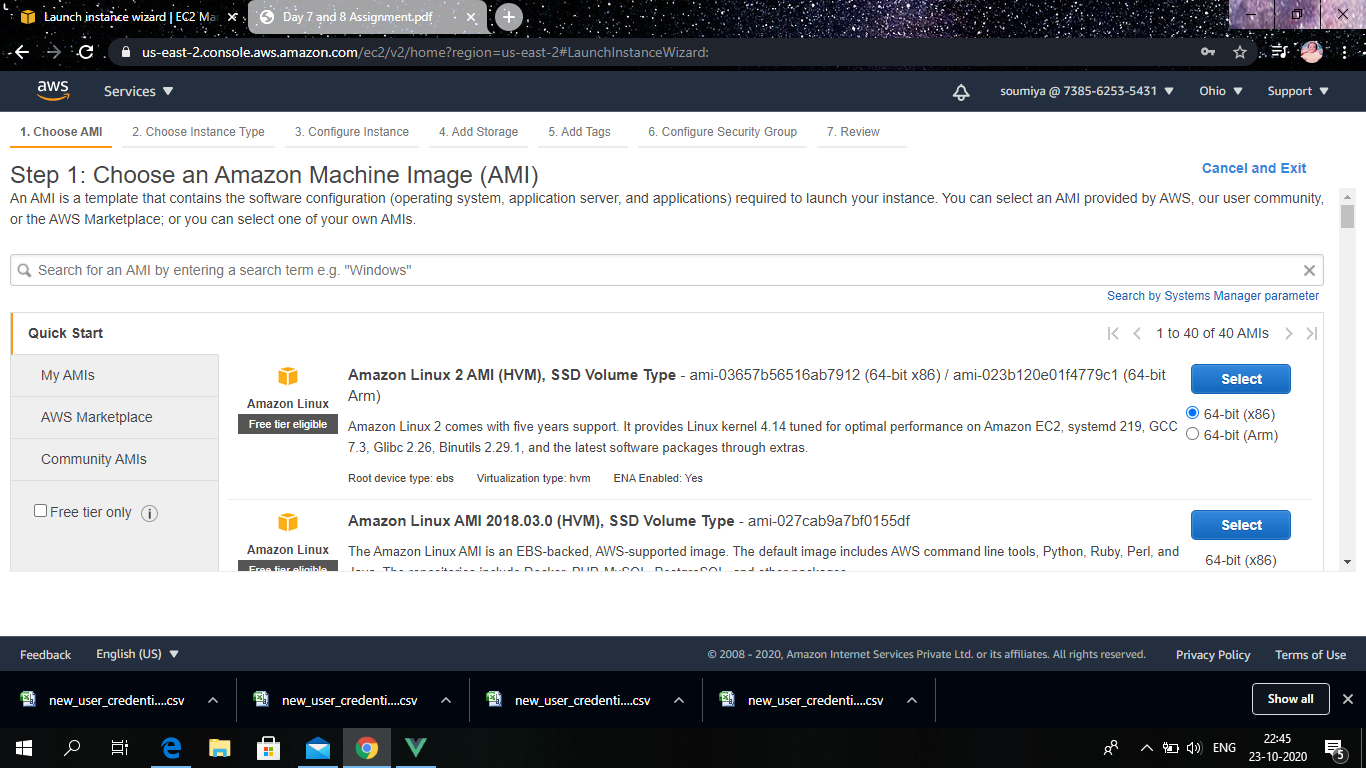 Launch instance wizard | EC2 Ma
Day 7 and 8 Assignment.pdf
us-east-2.console.aws.amazon.com/ec2/v2/home?region=us-east-2#LaunchInstanceWizard:
aws
Services
soumiya @ 7385-6253-5431
Ohio
Support
1. Choose AMI
2. Choose Instance Type
3. Configure Instance
4. Add Storage
5. Add Tags
6. Configure Security Group
7. Review
Step 1: Choose an Amazon Machine Image (AMI)
Cancel and Exit
An AMI is a template that contains the software configuration (operating system, application server, and applications) required to launch your instance. You can select an AMI provided by AWS, our user community,
or the AWS Marketplace; or you can select one of your own AMIs.
Search for an AMI by entering a search term e.g. "Windows"
Search by Systems Manager parameter
Quick Start
1 to 40 of 40 AMIs
My AMIs
AWS Marketplace
Community AMIs
Free tier only
Amazon Linux
Free tier eligible
Amazon Linux 2 AMI (HVM), SSD Volume Type - ami-03657b56516ab7912 (64-bit x86) / ami-023b120e01f4779c1 (64-bit
Arm)
Amazon Linux 2 comes with five years support. It provides Linux kernel 4.14 tuned for optimal performance on Amazon EC2, systemd 219, GCC
7.3, Glibc 2.26, Binutils 2.29.1, and the latest software packages through extras.
Root device type: ebs
Virtualization type: hvm
ENA Enabled: Yes
Select
64-bit (x86)
64-bit (Arm)
Amazon Linux
Free tier eligible
Amazon Linux AMI 2018.03.0 (HVM), SSD Volume Type - ami-027cab9a7bf0155df
The Amazon Linux AMI is an EBS-backed, AWS-supported image. The default image includes AWS command line tools, Python, Ruby, Perl, and
Java. The repositories include Docker, PHP, MySQL, PostgreSQL, and other packages.
Select
64-bit (x86)
Feedback
English (US)
© 2008 - 2020, Amazon Internet Services Private Ltd. or its affiliates. All rights reserved.
Privacy Policy
Terms of Use
new_user_credenti....csv
new_user_credenti....csv
new_user_credenti....csv
new_user_credenti....csv
Show all
ENG
22:45
23-10-2020
5